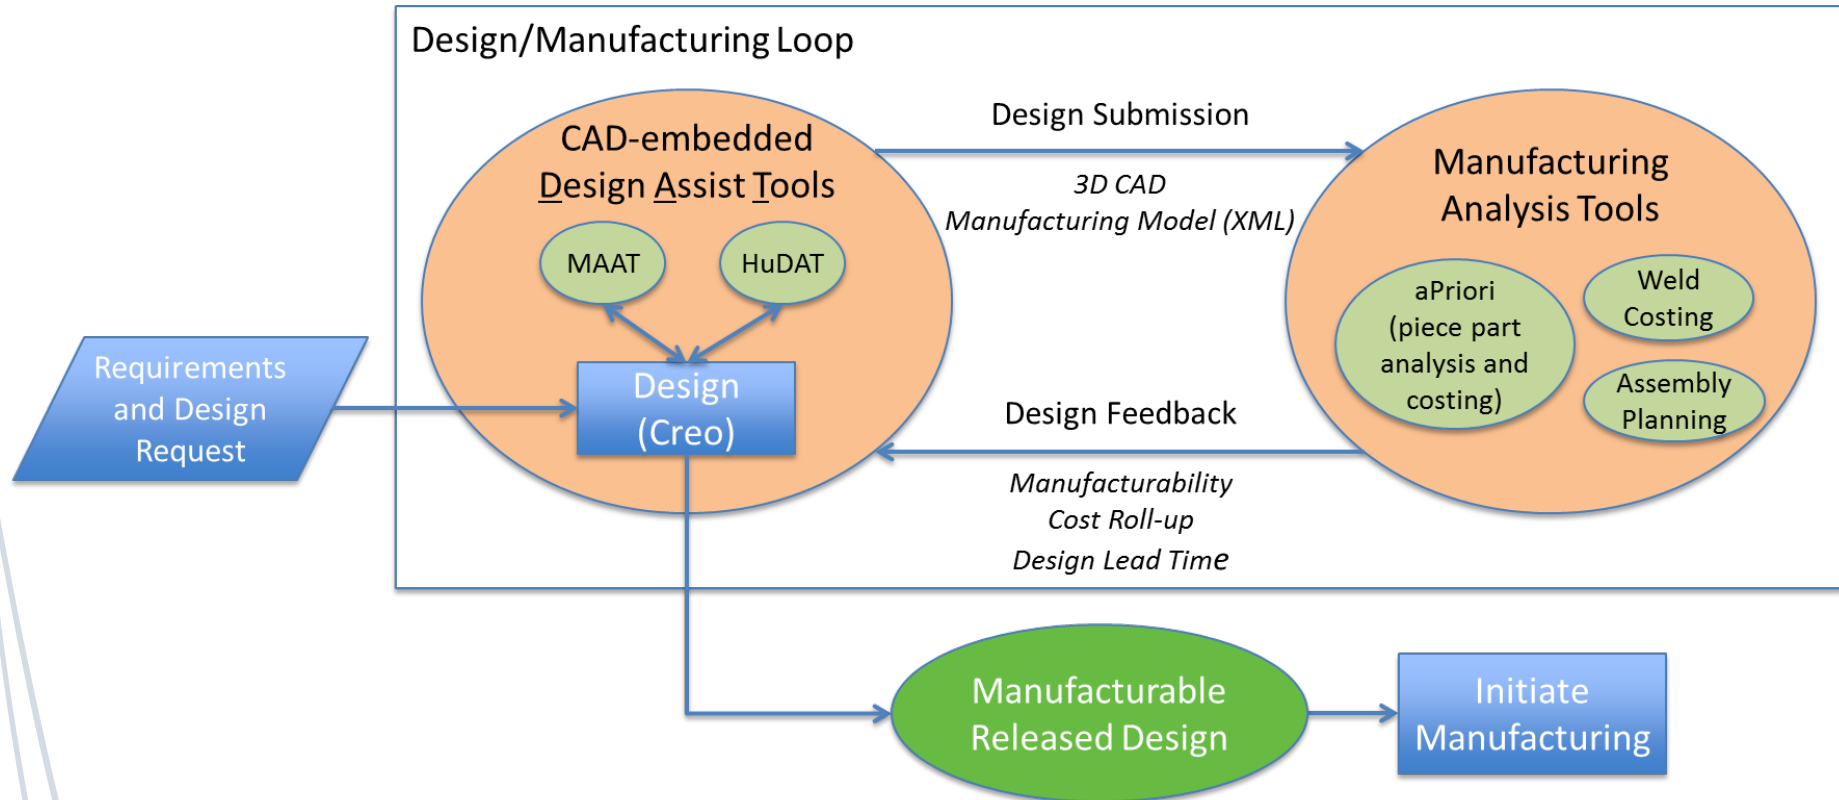 Design/Manufacturing Loop
CAD-embedded
Design Assist Tools
MAAT
HuDAT
Design
(Creo)
Requirements
and Design
Request
Design Submission
3D CAD
Manufacturing Model (XML)
Manufacturing
Analysis Tools
aPriori
(piece part
analysis and
costing)
Weld
Costing
Assembly
Planning
Design Feedback
Manufacturability
Cost Roll-up
Design Lead Time
Manufacturable
Released Design
Initiate
Manufacturing